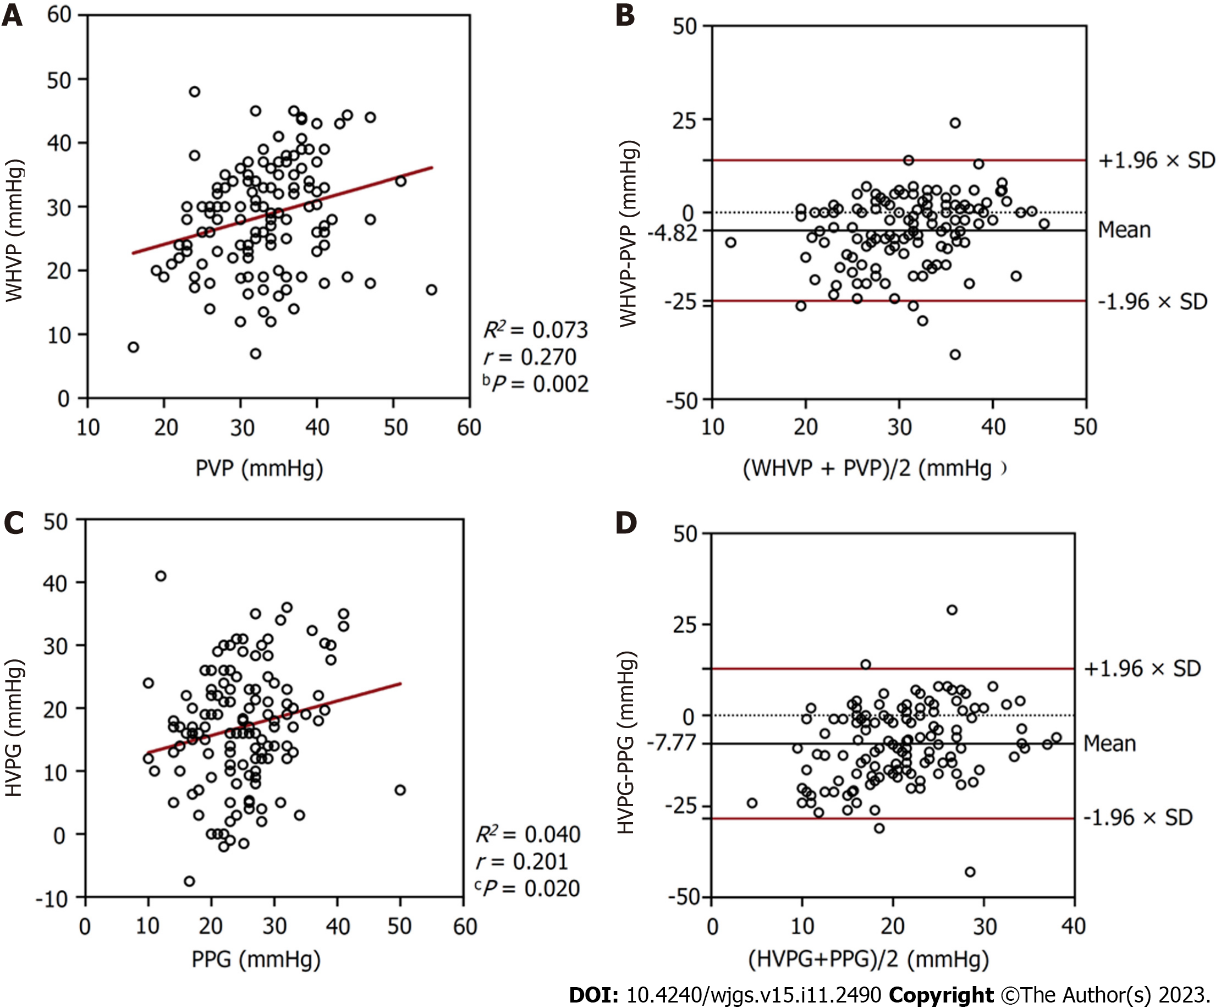 A
60
50
40
30
20
10
0
10 20 30 40 50 60
WHVP (mmHg)
PVP (mmHg)
R2 = 0.073
r = 0.270
bP = 0.002
B
50
25
0
-4.82
-25
-50
10 20 30 40 50
WHVP-PVP (mmHg)
(WHVP + PVP)/2 (mmHg )
+1.96 × SD
Mean
-1.96 × SD
C
50
40
30
20
10
0
-10
0 10 20 30 40 50 60
HVPG (mmHg)
PPG (mmHg)
R2 = 0.040
r = 0.201
cP = 0.020
D
50
25
0
-7.77
-25
-50
0 10 20 30 40
HVPG-PPG (mmHg)
(HVPG+PPG)/2 (mmHg)
+1.96 × SD
Mean
-1.96 × SD
DOI: 10.4240/wjgs.v15.i11.2490 Copyright ©The Author(s) 2023.